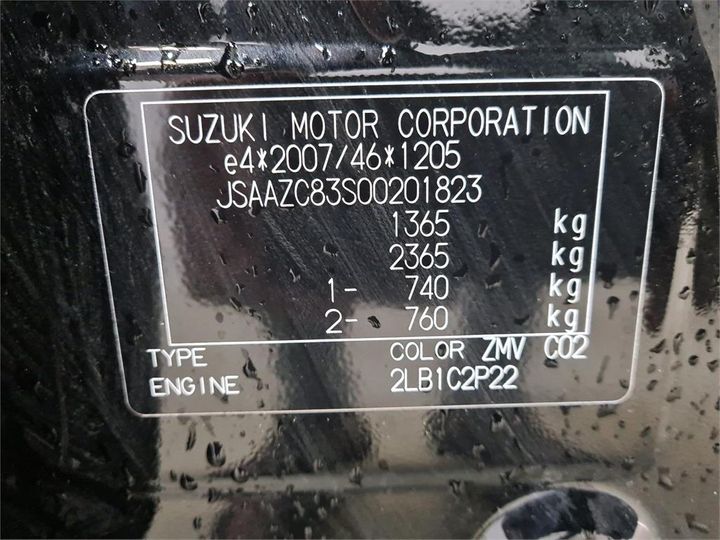 SUZUKI MOTOR CORPORATION
e4*2007/46*1205
JSAAZC83S00201823
1365 kg
2365 kg
1- 740 kg
2- 760 kg
TYPE COLOR ZMV C02
ENGINE 2LB1C2P22